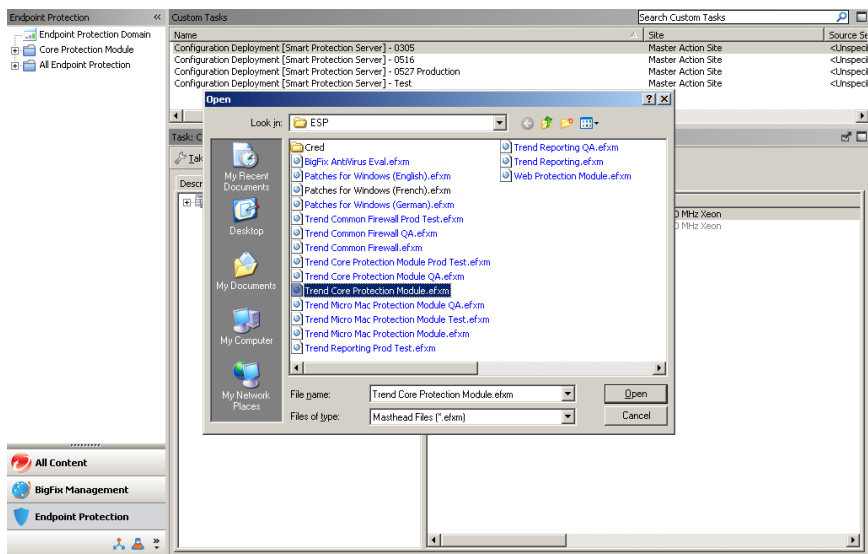 Endpoint Protection
«
Custom Tasks
Search Custom Tasks
Endpoint Protection Domain
Core Protection Module
All Endpoint Protection
Name
Site
Source Se
Configuration Deployment [Smart Protection Server] - 0305
Master Action Site
<Unspeci
Configuration Deployment [Smart Protection Server] - 0516
Master Action Site
<Unspeci
Configuration Deployment [Smart Protection Server] - 0527 Production
Master Action Site
<Unspeci
Configuration Deployment [Smart Protection Server] - Test
Master Action Site
<Unspeci
Task: C
Tak
Descr
0 MHz Xeon
0 MHz Xeon
Open
Look in:
ESP
My Recent
Documents
Desktop
My Documents
My Computer
My Network
Places
Cred
BigFix AntiVirus Eval.efxm
Patches for Windows (English).efxm
Patches for Windows (French).efxm
Patches for Windows (German).efxm
Trend Common Firewall Prod Test.efxm
Trend Common Firewall QA.efxm
Trend Common Firewall.efxm
Trend Core Protection Module Prod Test.efxm
Trend Core Protection Module QA.efxm
Trend Core Protection Module.efxm
Trend Micro Mac Protection Module QA.efxm
Trend Micro Mac Protection Module Test.efxm
Trend Micro Mac Protection Module.efxm
Trend Reporting Prod Test.efxm
Trend Reporting QA.efxm
Trend Reporting.efxm
Web Protection Module.efxm
File name:
Trend Core Protection Module.efxm
Open
Files of type:
Masthead Files (*.efxm)
Cancel
All Content
BigFix Management
Endpoint Protection